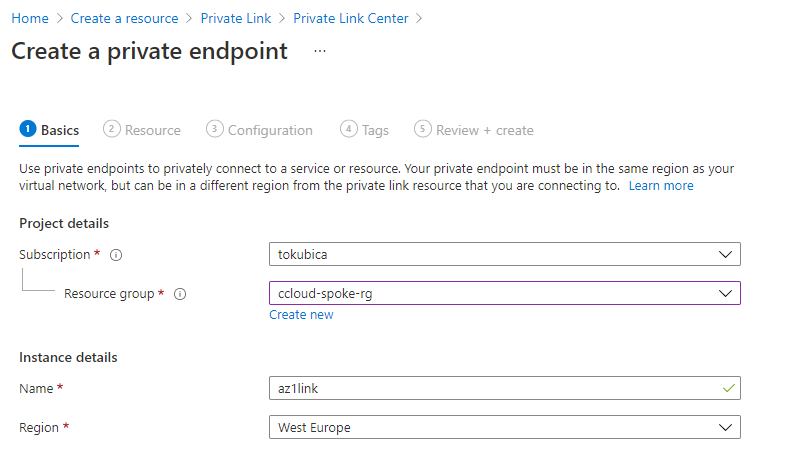 Home > Create a resource > Private Link > Private Link Center >
Create a private endpoint ...
1 Basics 2 Resource 3 Configuration 4 Tags 5 Review + create
Use private endpoints to privately connect to a service or resource. Your private endpoint must be in the same region as your
virtual network, but can be in a different region from the private link resource that you are connecting to. Learn more
Project details
Subscription * tokubica
Resource group * ccloud-spoke-rg
Create new
Instance details
Name * az1link
Region * West Europe